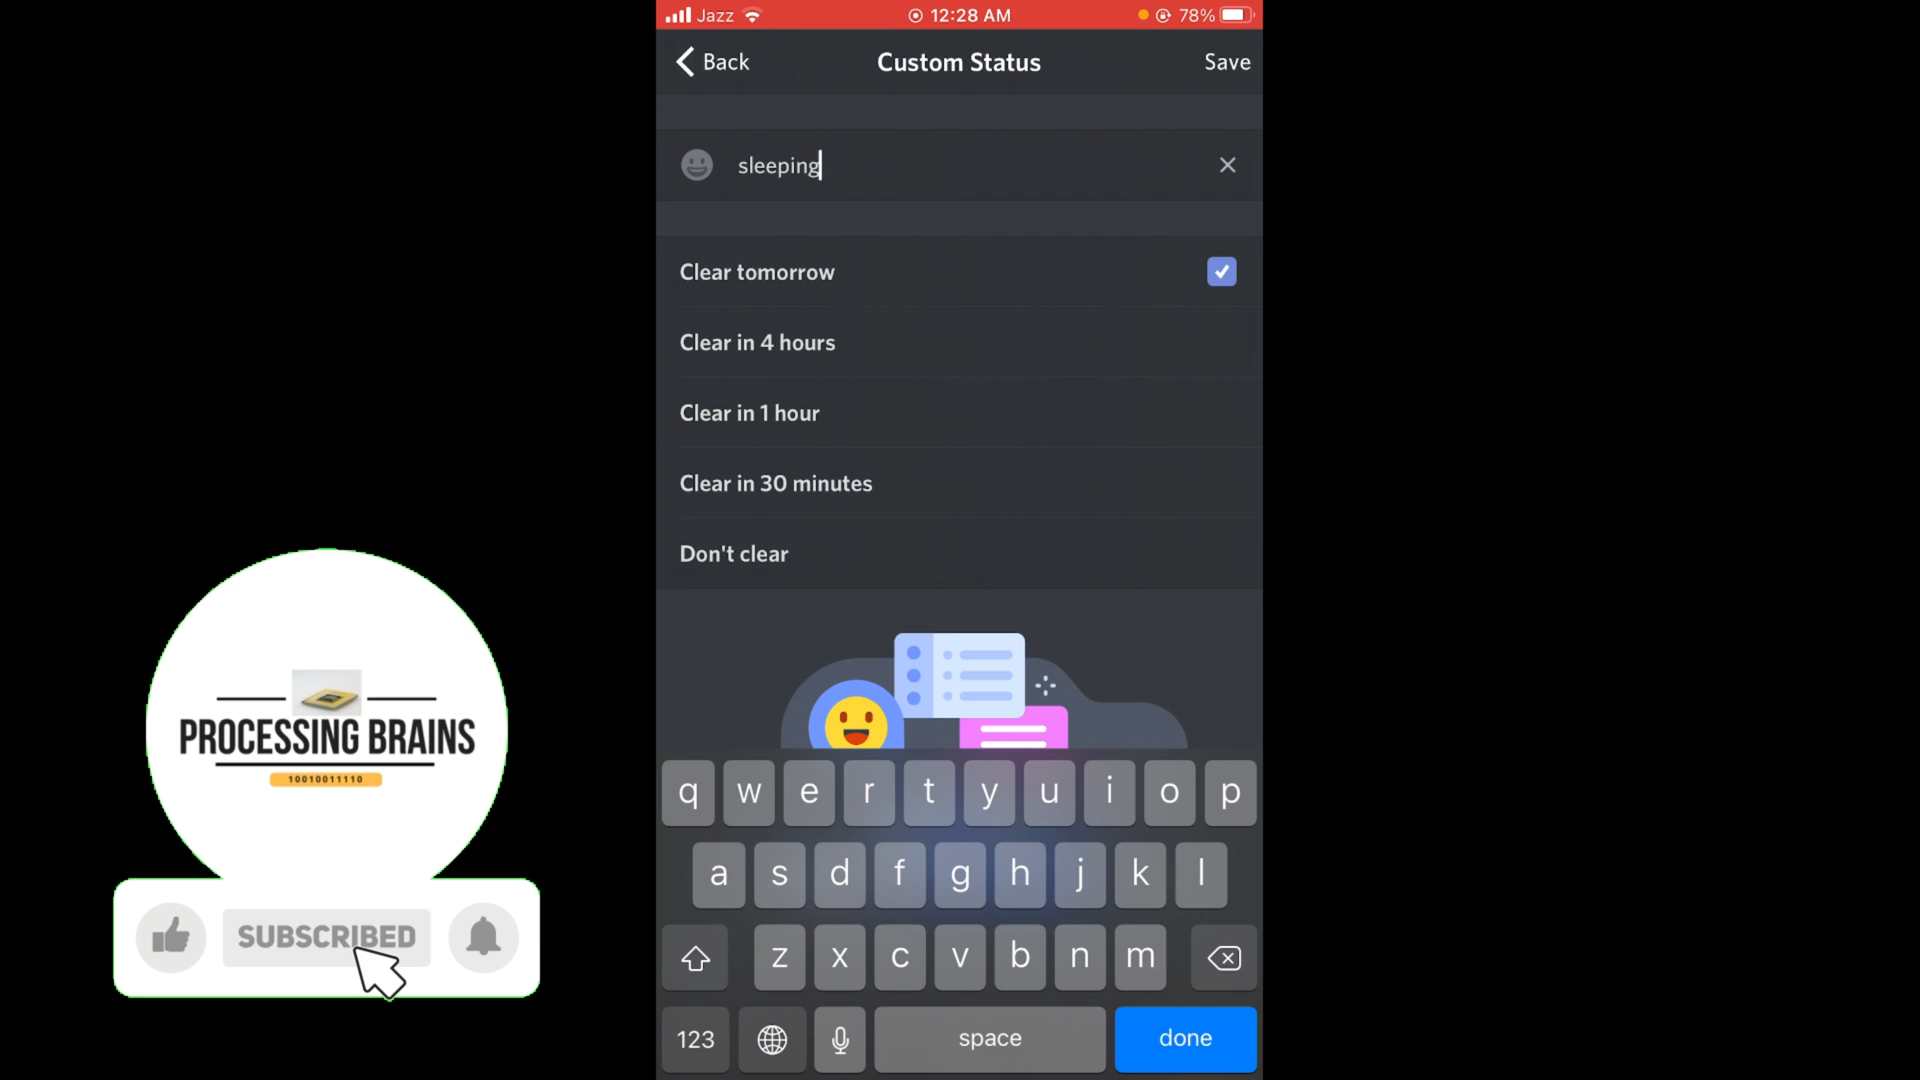 Jazz 12:28 AM 78%
Back Custom Status Save
sleeping
Clear tomorrow
Clear in 4 hours
Clear in 1 hour
Clear in 30 minutes
Don't clear
PROCESSING BRAINS
10010011110
SUBSCRIBED
q w e r t y u i o p
a s d f g h j k l
z x c v b n m
123 space done